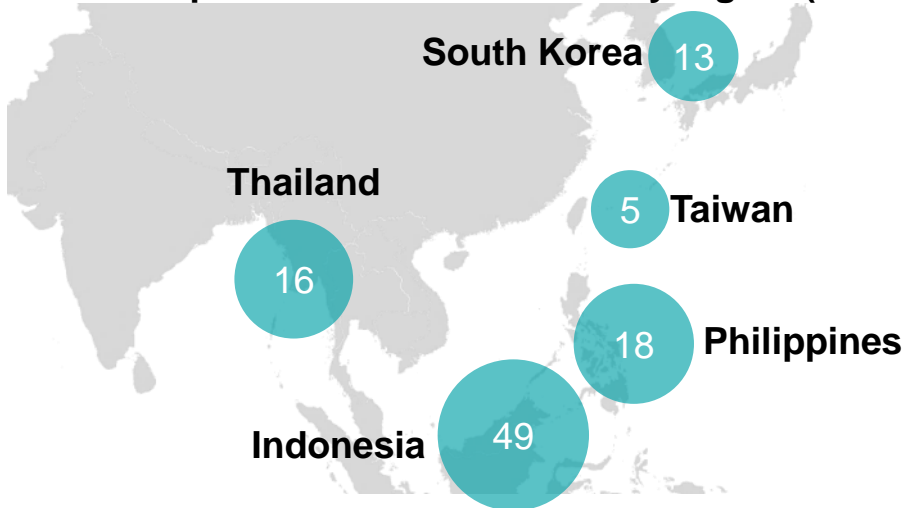 South Korea
13
Thailand
5
Taiwan
16
18
Philippines
Indonesia
49